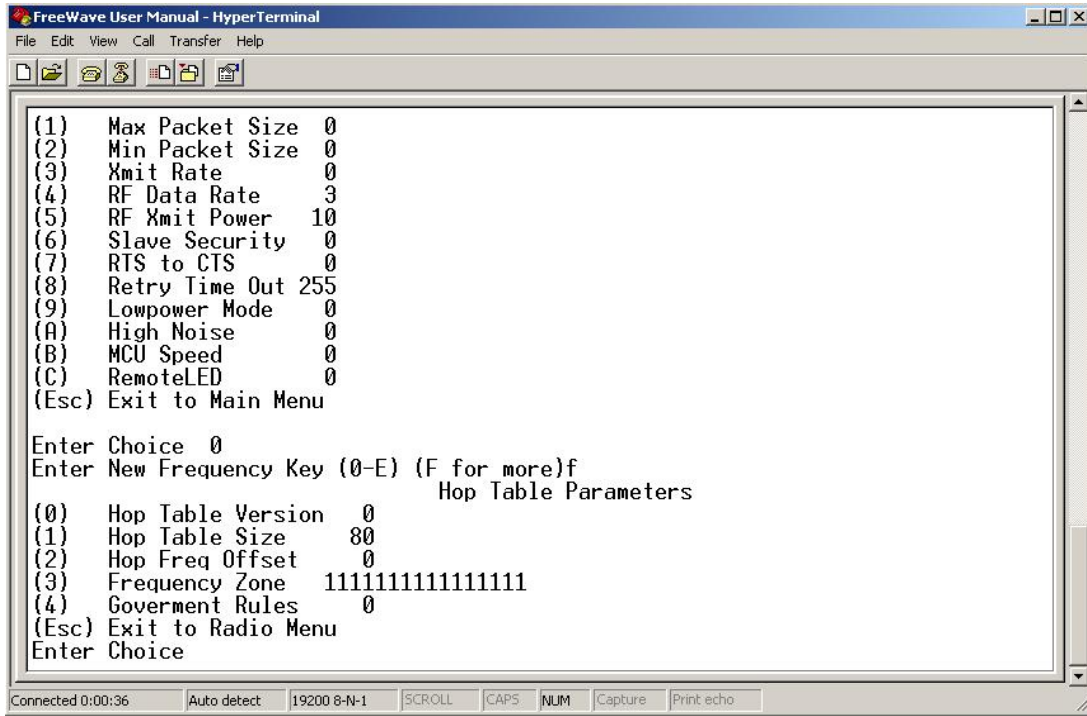 FreeWave User Manual - HyperTerminal
File Edit View Call Transfer Help
(1) Max Packet Size 0
(2) Min Packet Size 0
(3) Xmit Rate 0
(4) RF Data Rate 3
(5) RF Xmit Power 10
(6) Slave Security 0
(7) RTS to CTS 0
(8) Retry Time Out 255
(9) Lowpower Mode 0
(A) High Noise 0
(B) MCU Speed 0
(C) RemoteLED 0
(Esc) Exit to Main Menu
Enter Choice 0
Enter New Frequency Key (0-E) (F for more)f
Hop Table Parameters
(0) Hop Table Version 0
(1) Hop Table Size 80
(2) Hop Freq Offset 0
(3) Frequency Zone 1111111111111111
(4) Goverment Rules 0
(Esc) Exit to Radio Menu
Enter Choice
Connected 0:00:36 Auto detect 19200 8-N-1 SCROLL CAPS NUM Capture Print echo